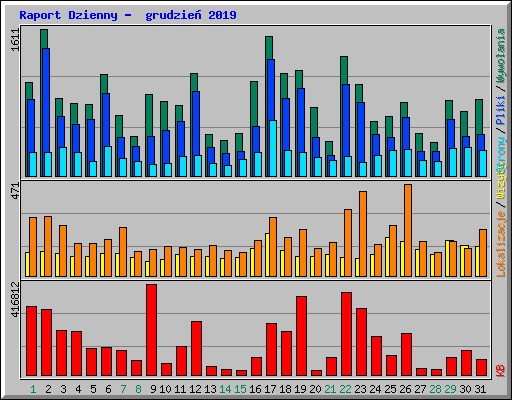 Raport Dzienny - grudzień 2019
1611
471
416812
Wywołania / Pliki / Strony
Lokalizacje / Wizyty
KB
1 2 3 4 5 6 7 8 9 10 11 12 13 14 15 16 17 18 19 20 21 22 23 24 25 26 27 28 29 30 31